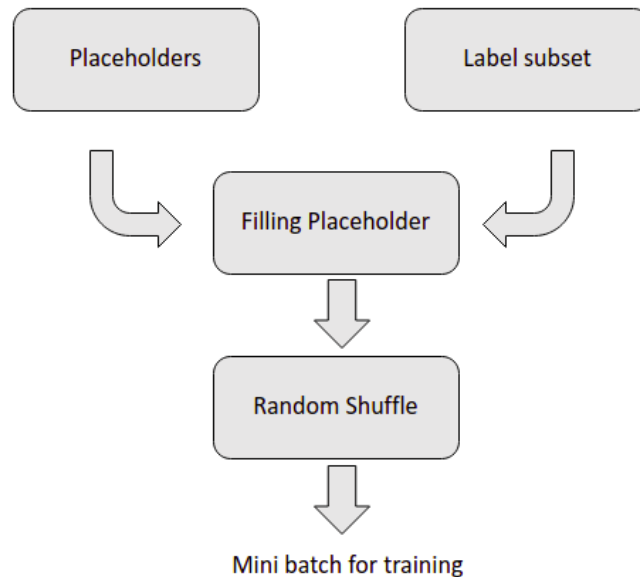 Placeholders
Label subset
Filling Placeholder
Random Shuffle
Mini batch for training